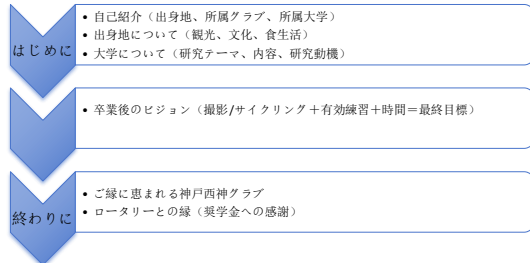 はじめに
• 自己紹介（出身地、所属クラブ、所属大学）
• 出身地について（観光、文化、食生活）
• 大学について（研究テーマ、内容、研究動機）
• 卒業後のビジョン（撮影/サイクリング＋有効練習＋時間＝最終目標）
終わりに
• ご縁に恵まれる神戸西神クラブ
• ロータリーとの縁（奨学金への感謝）